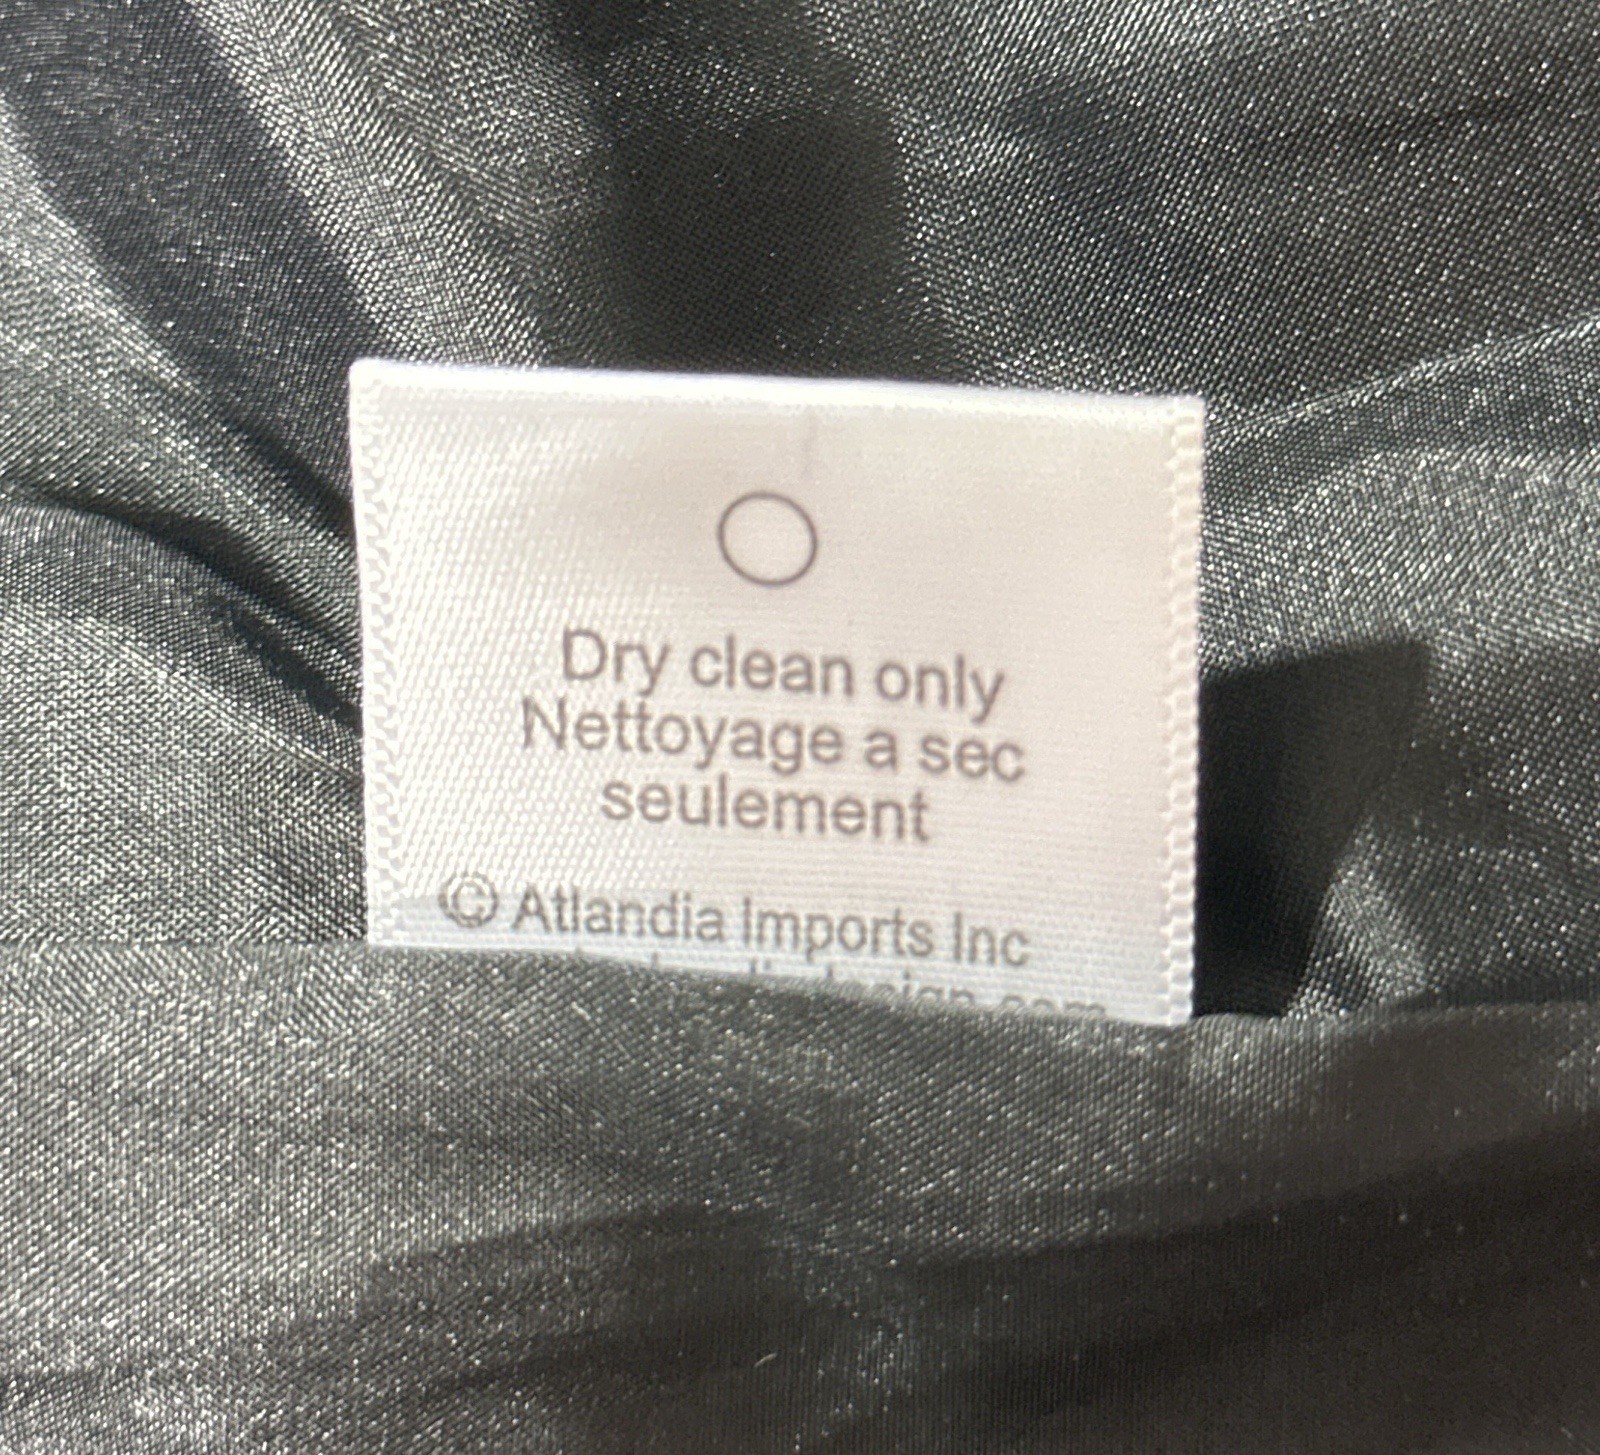 Dry clean only
Nettoyage a sec
seulement
© Atlandia Imports Inc